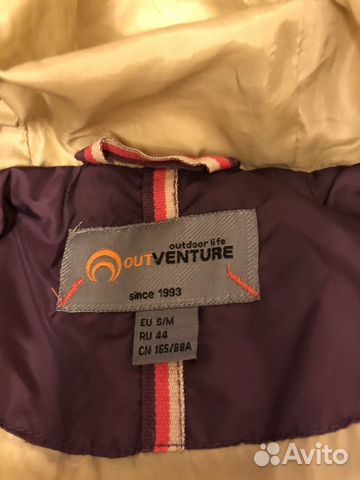 outdoor life
OUTVENTURE
since 1993
EU S/M
RU 44
CN 165/88A
Avito